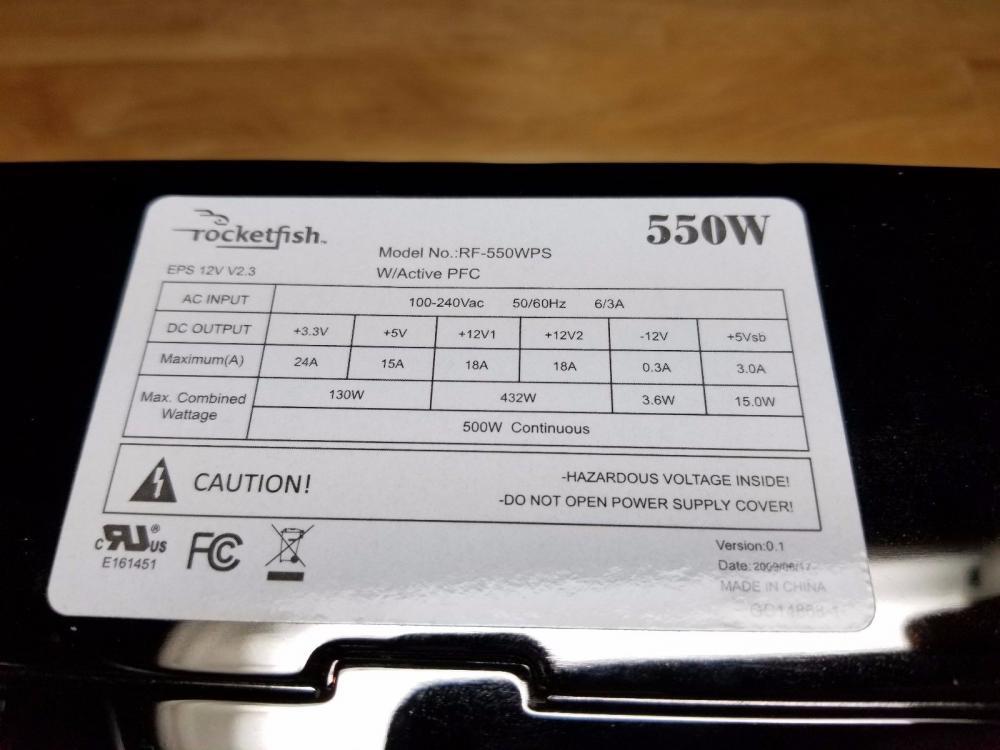 rocketfish™
550W
Model No.:RF-550WPS
EPS 12V V2.3
W/Active PFC
AC INPUT 100-240Vac 50/60Hz 6/3A
DC OUTPUT +3.3V +5V +12V1 +12V2 -12V +5Vsb
Maximum(A) 24A 15A 18A 18A 0.3A 3.0A
Max. Combined Wattage 130W 432W 3.6W 15.0W
500W Continuous
CAUTION!
-HAZARDOUS VOLTAGE INSIDE!
-DO NOT OPEN POWER SUPPLY COVER!
c RU ® US
E161451
FC
Version:0.1
Date:
MADE IN CHINA